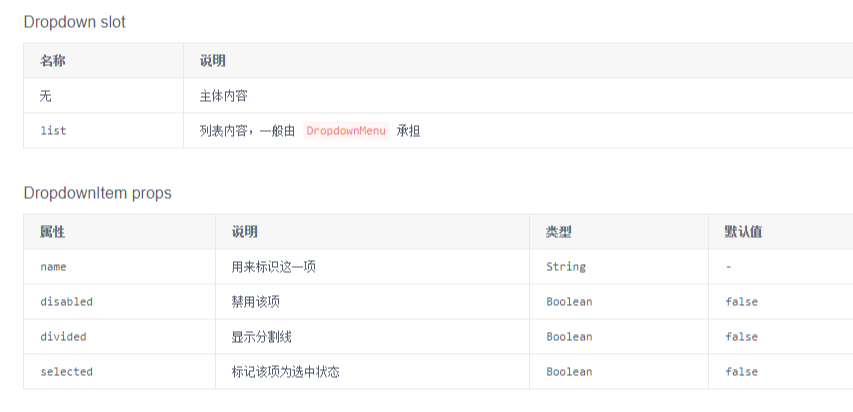 Dropdown slot
名称 说明
无 主体内容
list 列表内容，一般由 DropdownMenu 承担
DropdownItem props
属性 说明 类型 默认值
name 用来标识这一项 String -
disabled 禁用该项 Boolean false
divided 显示分割线 Boolean false
selected 标记该项为选中状态 Boolean false